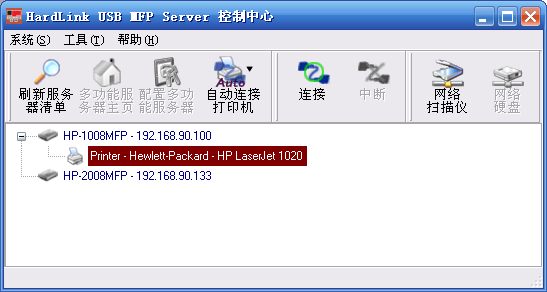 HardLink USB MFP Server 控制中心
系统(S) 工具(T) 帮助(H)
刷新服务
器清单
多功能服
务器主页
配置多功
能服务器
Auto
自动连接
打印机
连接
中断
网络
扫描仪
网络
硬盘
HP-1008MFP - 192.168.90.100
Printer - Hewlett-Packard - HP LaserJet 1020
HP-2008MFP - 192.168.90.133